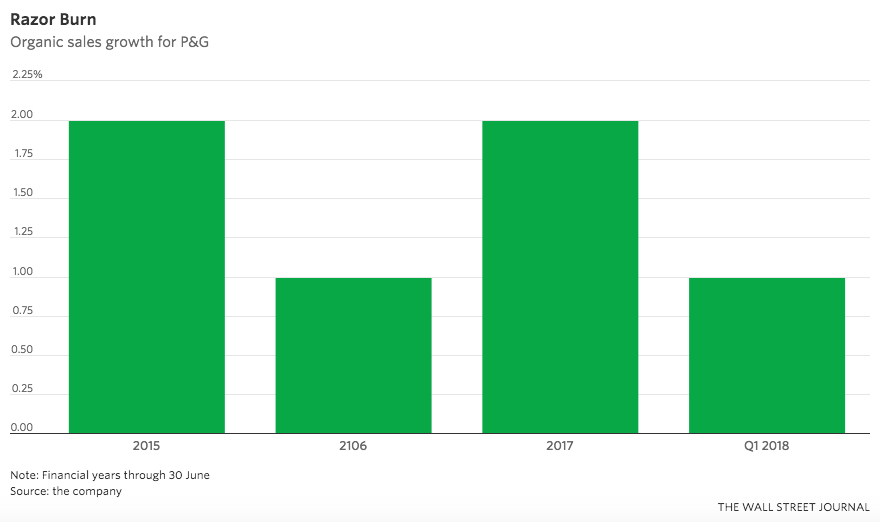 Razor Burn
Organic sales growth for P&G
2.25%
2.00
1.75
1.50
1.25
1.00
0.75
0.50
0.25
0.00
2015 2106 2017 Q1 2018
Note: Financial years through 30 June
Source: the company
THE WALL STREET JOURNAL